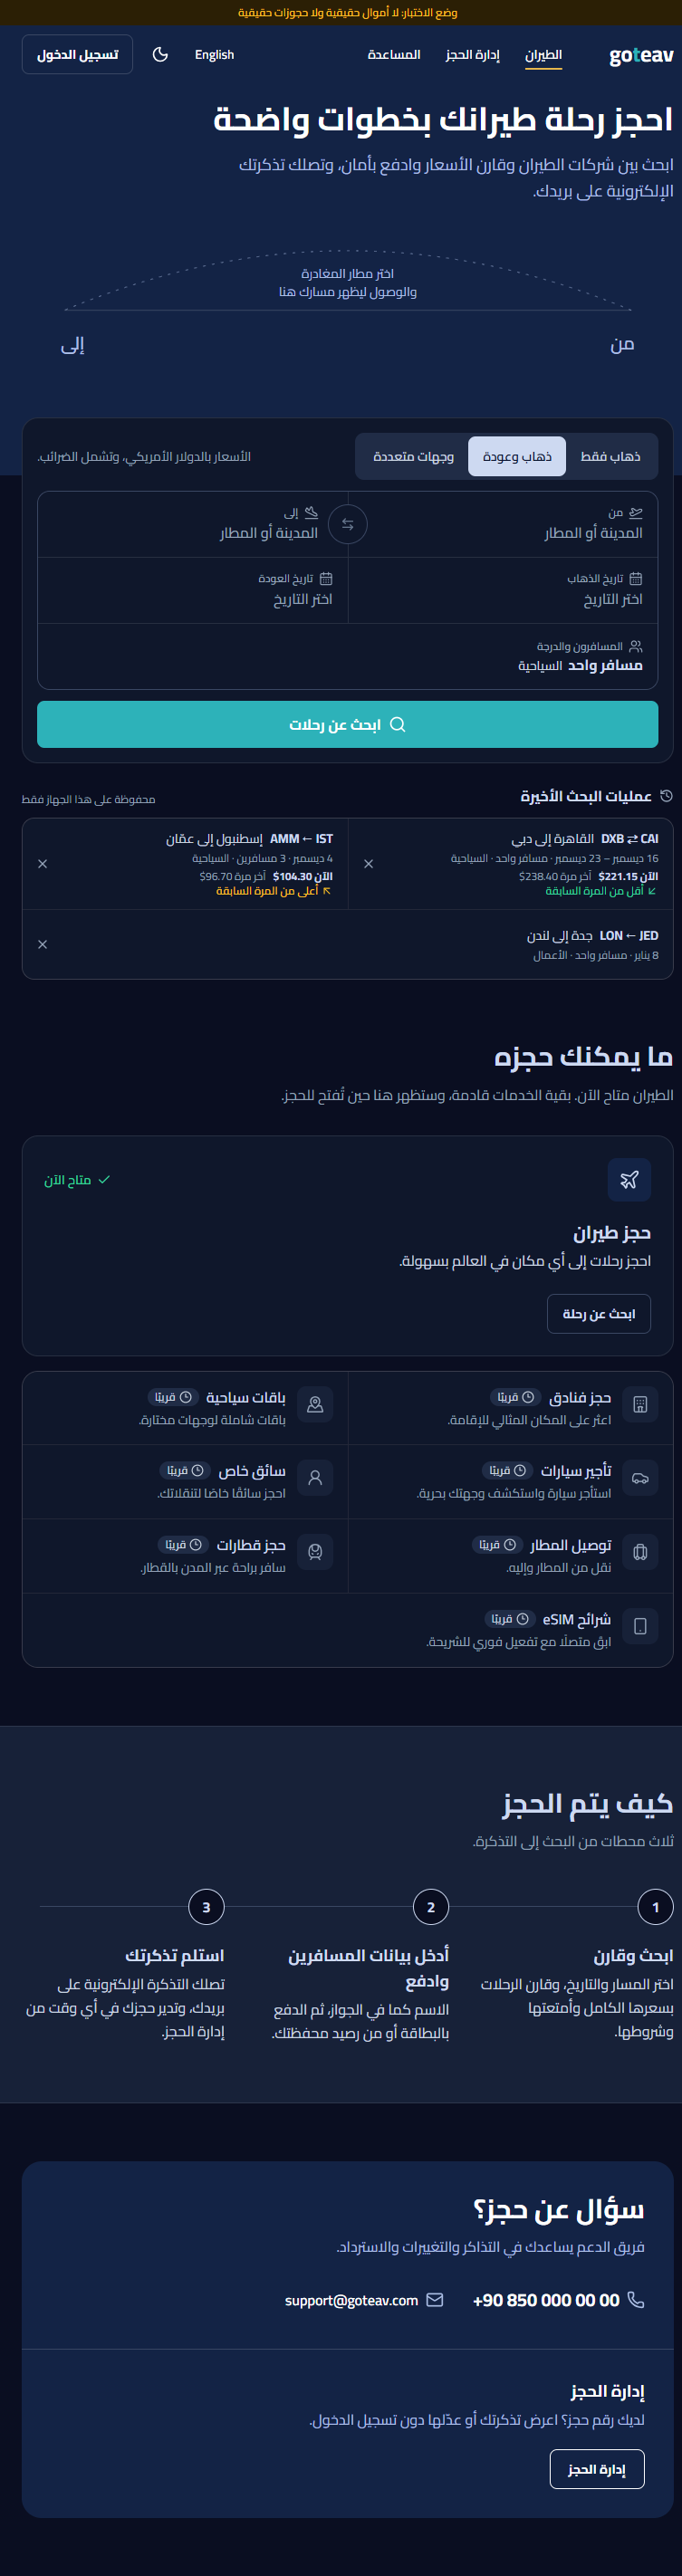 وضع الاختبار: لا أموال حقيقية ولا حجوزات حقيقية
goteav
الطيران
إدارة الحجز
المساعدة
English
تسجيل الدخول
احجز رحلة طيرانك بخطوات واضحة
ابحث بين شركات الطيران وقارن الأسعار وادفع بأمان، وتصلك تذكرتك
الإلكترونية على بريدك.
اختر مطار المغادرة
والوصول ليظهر مسارك هنا
من
إلى
ذهاب فقط
ذهاب وعودة
وجهات متعددة
الأسعار بالدولار الأمريكي، وتشمل الضرائب.
من
المدينة أو المطار
إلى
المدينة أو المطار
تاريخ الذهاب
اختر التاريخ
تاريخ العودة
اختر التاريخ
المسافرون والدرجة
مسافر واحد السياحية
ابحث عن رحلات
عمليات البحث الأخيرة
محفوظة على هذا الجهاز فقط
DXB ⇄ CAI القاهرة إلى دبي
16 ديسمبر – 23 ديسمبر · مسافر واحد · السياحية
الآن 221.15$ آخر مرة 238.40$
↙ أقل من المرة السابقة
AMM ← IST إسطنبول إلى عمّان
4 ديسمبر · 3 مسافرين · السياحية
الآن 104.30$ آخر مرة 96.70$
↖ أعلى من المرة السابقة
LON ← JED جدة إلى لندن
8 يناير · مسافر واحد · الأعمال
ما يمكنك حجزه
الطيران متاح الآن. بقية الخدمات قادمة، وستظهر هنا حين تُفتح للحجز.
متاح الآن
حجز طيران
احجز رحلات إلى أي مكان في العالم بسهولة.
ابحث عن رحلة
حجز فنادق قريبًا
اعثر على المكان المثالي للإقامة.
باقات سياحية قريبًا
باقات شاملة لوجهات مختارة.
تأجير سيارات قريبًا
استأجر سيارة واستكشف وجهتك بحرية.
سائق خاص قريبًا
احجز سائقًا خاصًا لتنقلاتك.
توصيل المطار قريبًا
نقل من المطار وإليه.
حجز قطارات قريبًا
سافر براحة عبر المدن بالقطار.
شرائح eSIM قريبًا
ابقَ متصلًا مع تفعيل فوري للشريحة.
كيف يتم الحجز
ثلاث محطات من البحث إلى التذكرة.
1
ابحث وقارن
اختر المسار والتاريخ، وقارن الرحلات
بسعرها الكامل وأمتعتها
وشروطها.
2
أدخل بيانات المسافرين
وادفع
الاسم كما في الجواز، ثم الدفع
بالبطاقة أو من رصيد محفظتك.
3
استلم تذكرتك
تصلك التذكرة الإلكترونية على
بريدك، وتدير حجزك في أي وقت من
إدارة الحجز.
سؤال عن حجز؟
فريق الدعم يساعدك في التذاكر والتغييرات والاسترداد.
+90 850 000 00 00
support@goteav.com
إدارة الحجز
لديك رقم حجز؟ اعرض تذكرتك أو عدّلها دون تسجيل الدخول.
إدارة الحجز